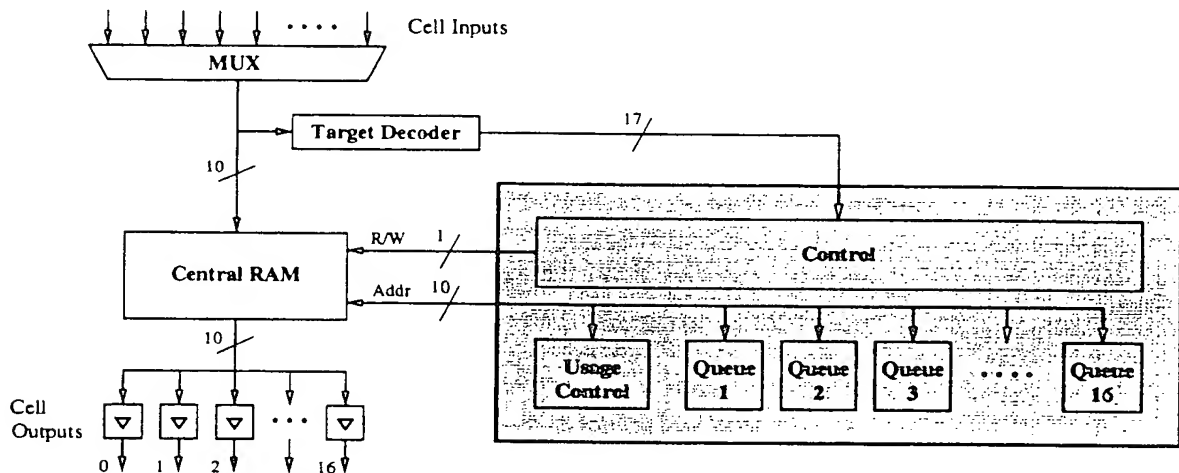 Cell Inputs
MUX
Target Decoder
17
10
R/W
1
Control
Central RAM
Addr
10
10
Usage
Control
Queue
1
Queue
2
Queue
3
Queue
16
Cell
Outputs
0
1
2
16